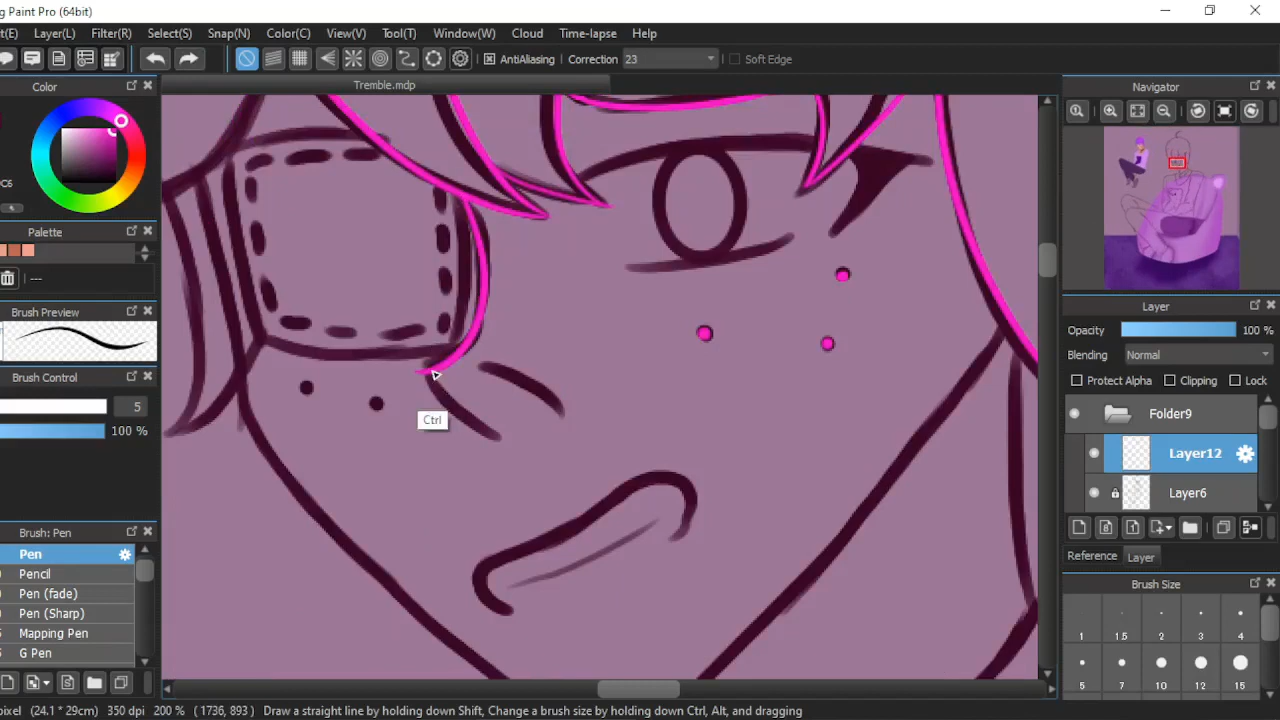 g Paint Pro (64bit)
t(E) Layer(L) Filter(R) Select(S) Snap(N) Color(C) View(V) Tool(T) Window(W) Cloud Time-lapse Help
AntiAliasing Correction 23 Soft Edge
Color
Tremble.mdp
Navigator
C6
Palette
---
Brush Preview
Layer
Opacity 100 %
Blending Normal
Brush Control
Protect Alpha Clipping Lock
5
Folder9
100 %
Ctrl
Layer12
Layer6
Brush: Pen
Pen
Reference Layer
Pencil
Brush Size
Pen (fade)
Pen (Sharp)
1 1.5 2 3 4
Mapping Pen
G Pen
5 7 10 12 15
pixel (24.1 * 29cm) 350 dpi 200 % ( 1736, 893 ) Draw a straight line by holding down Shift, Change a brush size by holding down Ctrl, Alt, and dragging